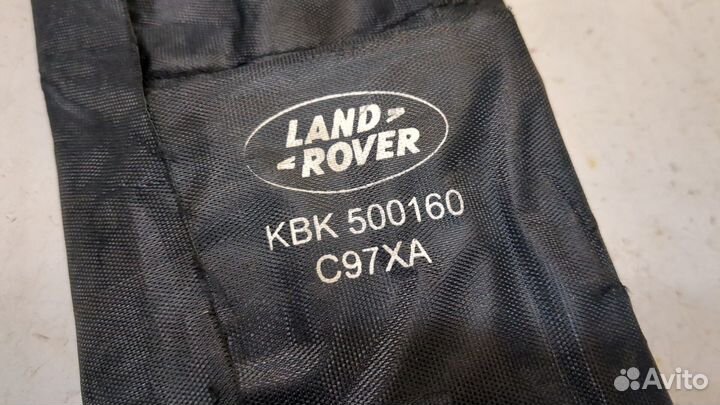 LAND
ROVER
KBK 500160
C97XA
Avito